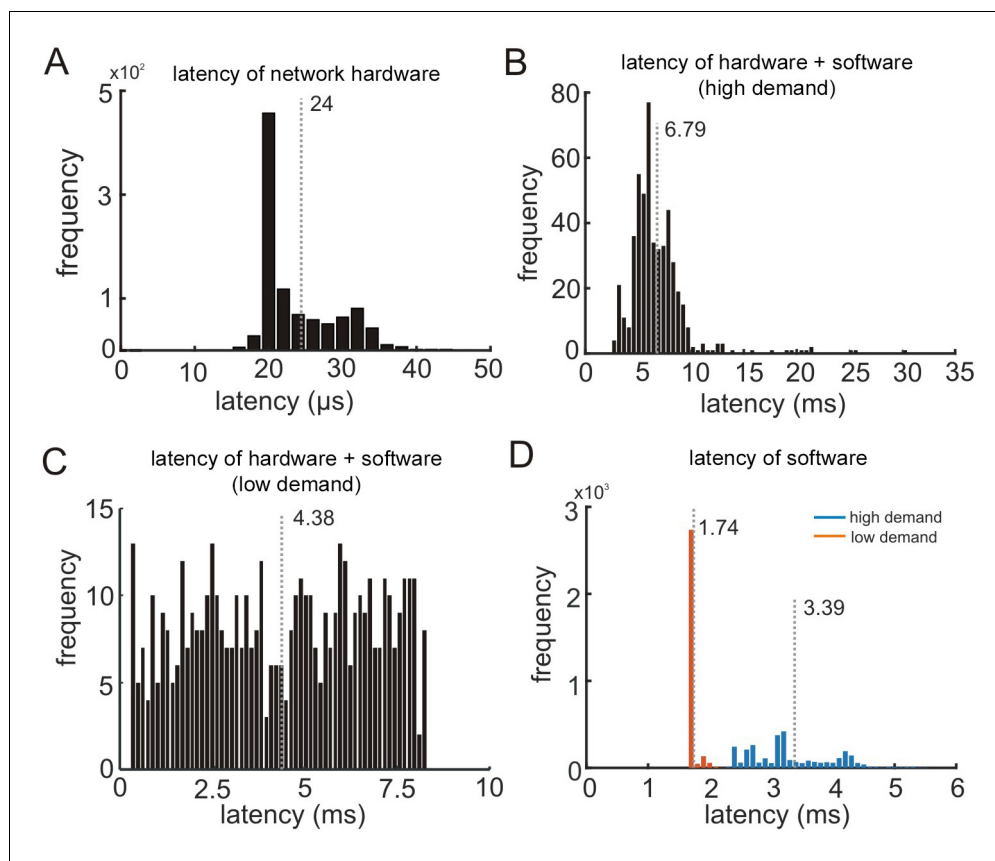 A
latency of network hardware
x10²
5
3
1
0
24
frequency
0 10 20 30 40 50
latency (μs)
B
latency of hardware + software
(high demand)
80
60
40
20
0
6.79
frequency
0 5 10 15 20 25 30 35
latency (ms)
C
latency of hardware + software
(low demand)
15
10
5
0
4.38
frequency
0 2.5 5 7.5 10
latency (ms)
D
latency of software
x10³
3
2
1
0
high demand
low demand
1.74
3.39
frequency
0 1 2 3 4 5 6
latency (ms)